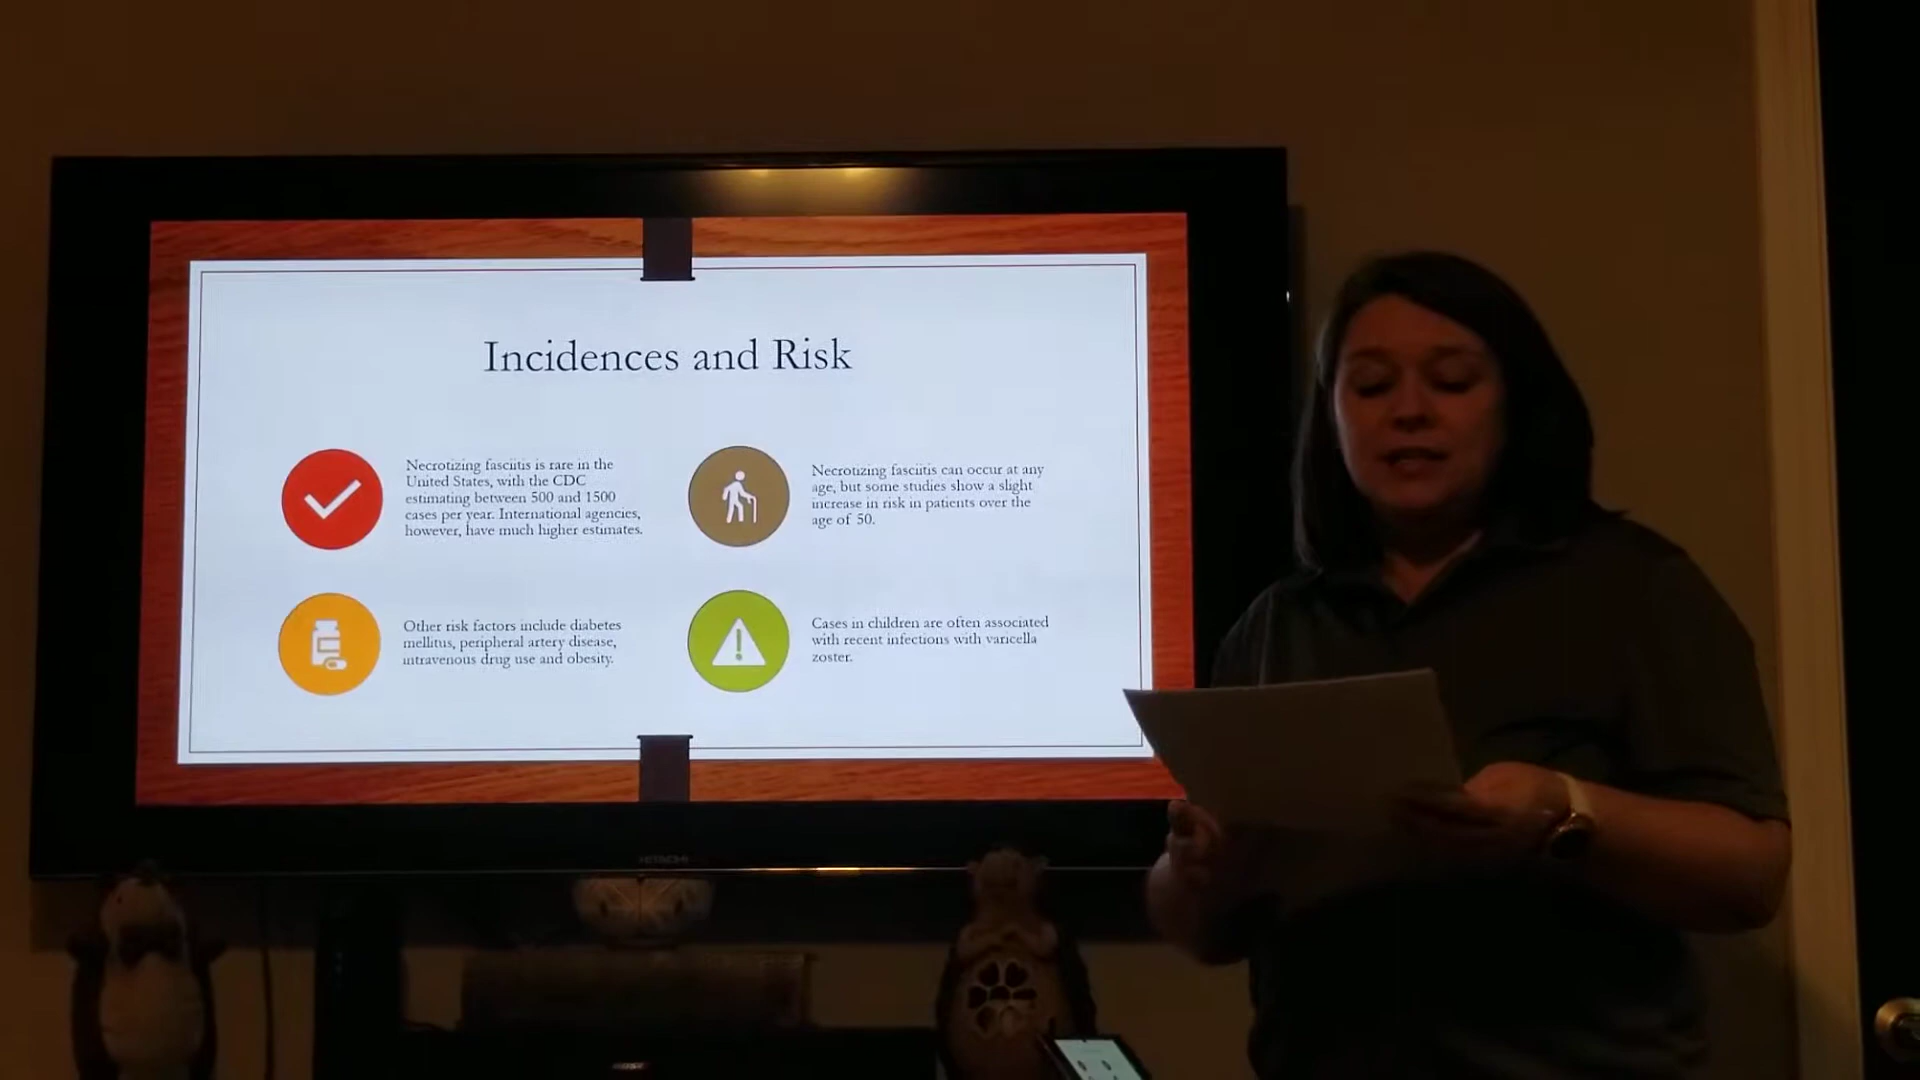 Incidences and Risk
Necrotizing fasciitis is rare in the
United States, with the CDC
estimating between 500 and 1500
cases per year. International agencies,
however, have much higher estimates.
Necrotizing fasciitis can occur at any
age, but some studies show a slight
increase in risk in patients over the
age of 50.
Other risk factors include diabetes
mellitus, peripheral artery disease,
intravenous drug use and obesity.
Cases in children are often associated
with recent infections with varicella
zoster.
HITACHI
BOSE